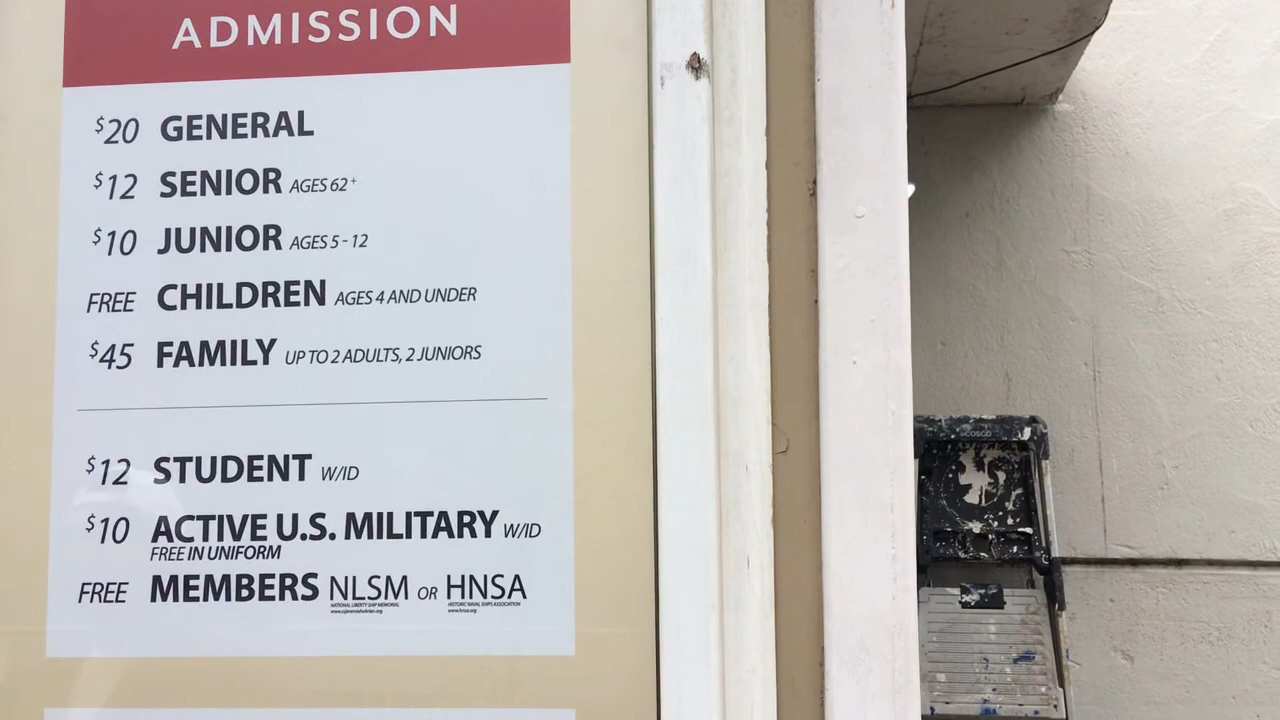 ADMISSION
$20 GENERAL
$12 SENIOR AGES 62+
$10 JUNIOR AGES 5 - 12
FREE CHILDREN AGES 4 AND UNDER
$45 FAMILY UP TO 2 ADULTS, 2 JUNIORS
$12 STUDENT W/ID
$10 ACTIVE U.S. MILITARY W/ID
FREE IN UNIFORM
FREE MEMBERS NLSM OR HNSA
NATIONAL LIBERTY SHIP MEMORIAL HISTORIC NAVAL SHIPS ASSOCIATION
www.ssjeremiahobrien.org www.hnsa.org
COSCO